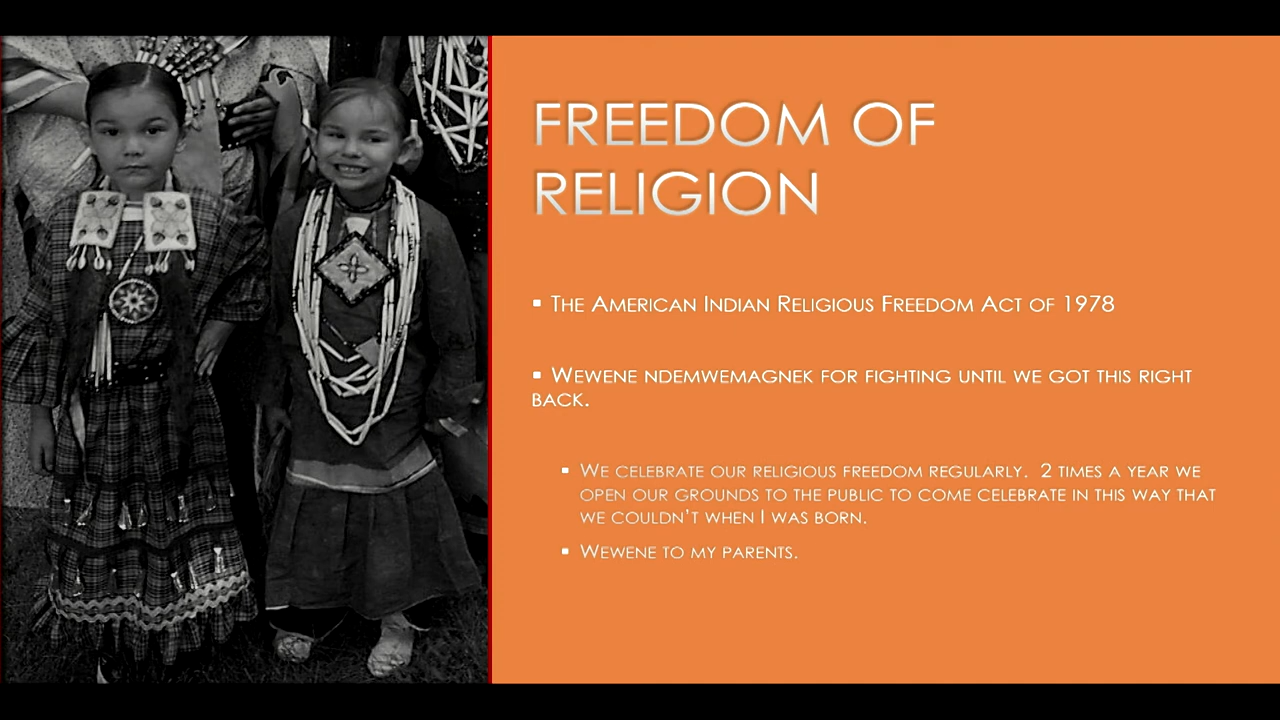 FREEDOM OF
RELIGION
▪ THE AMERICAN INDIAN RELIGIOUS FREEDOM ACT OF 1978
▪ WEWENE NDEMWEMAGNEK FOR FIGHTING UNTIL WE GOT THIS RIGHT
BACK.
▪ WE CELEBRATE OUR RELIGIOUS FREEDOM REGULARLY. 2 TIMES A YEAR WE
OPEN OUR GROUNDS TO THE PUBLIC TO COME CELEBRATE IN THIS WAY THAT
WE COULDN'T WHEN I WAS BORN.
▪ WEWENE TO MY PARENTS.